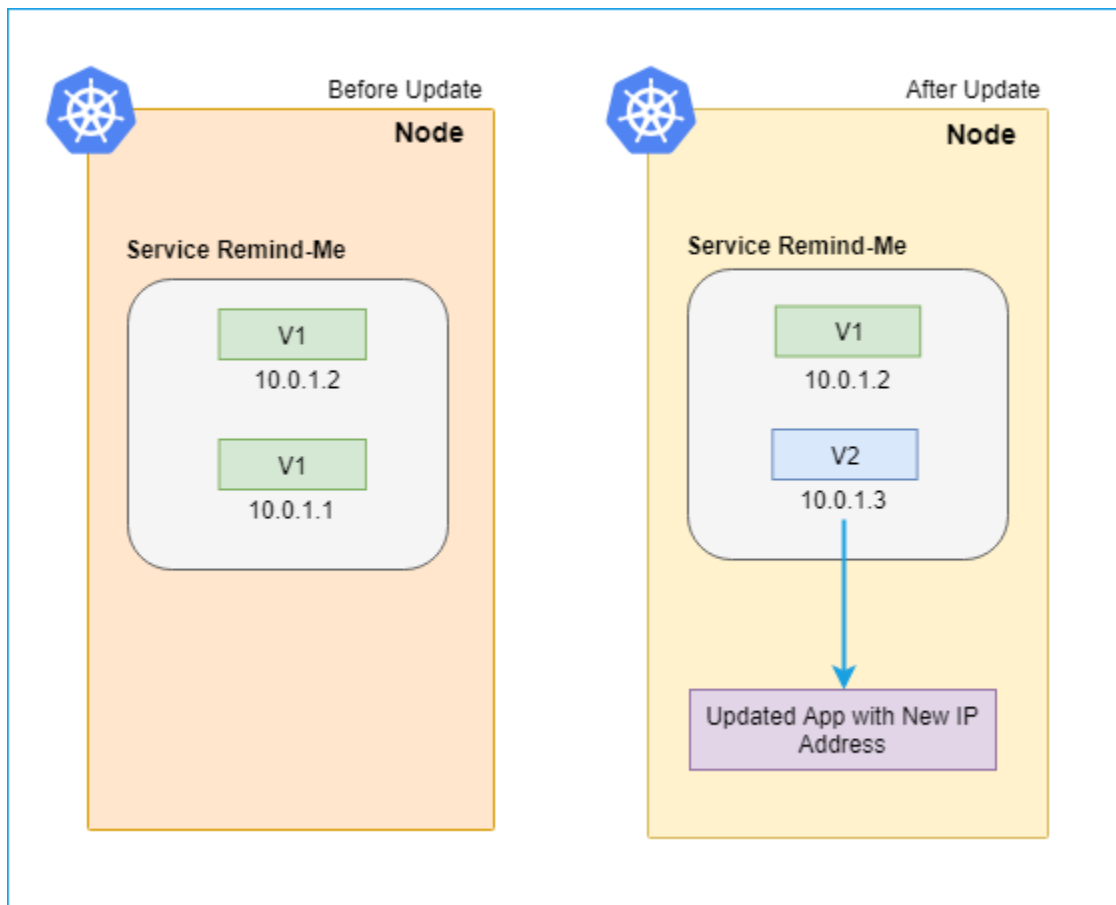 Before Update
Node
Service Remind-Me
V1
10.0.1.2
V1
10.0.1.1
After Update
Node
Service Remind-Me
V1
10.0.1.2
V2
10.0.1.3
Updated App with New IP
Address